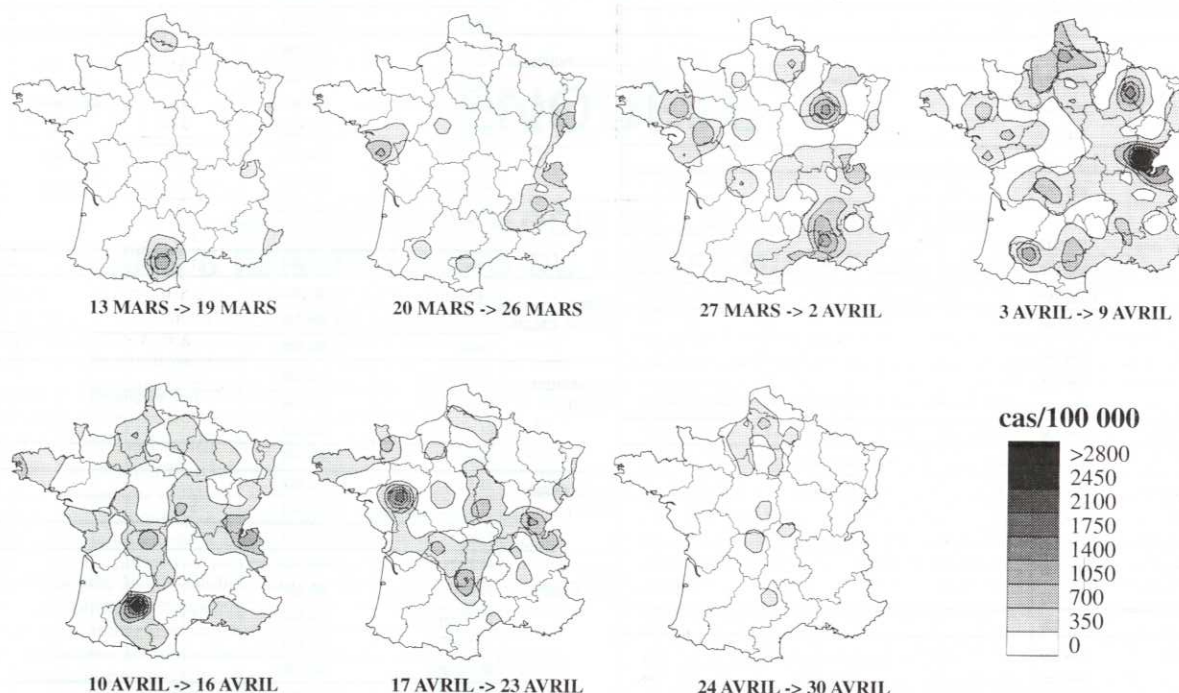 13 MARS -> 19 MARS
20 MARS -> 26 MARS
27 MARS -> 2 AVRIL
3 AVRIL -> 9 AVRIL
10 AVRIL -> 16 AVRIL
17 AVRIL -> 23 AVRIL
24 AVRIL -> 30 AVRIL
cas/100 000
>2800
2450
2100
1750
1400
1050
700
350
0